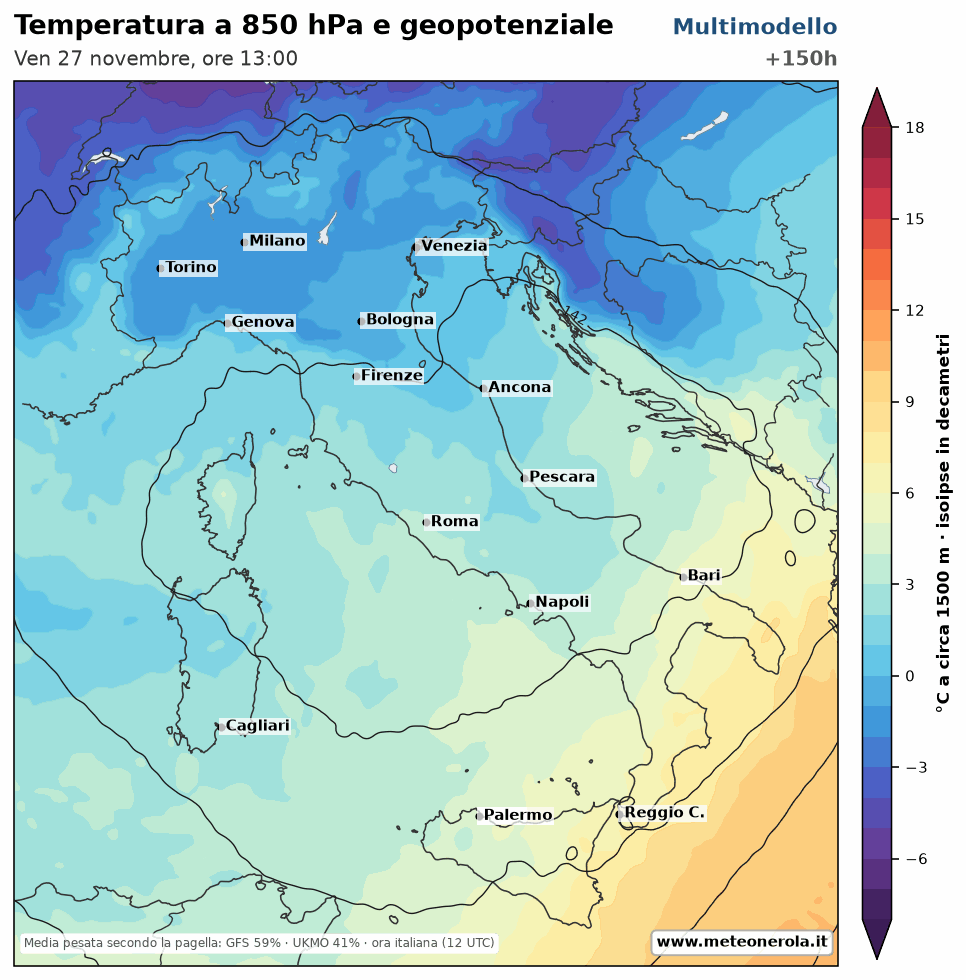 Temperatura a 850 hPa e geopotenziale
Multimodello
Ven 27 novembre, ore 13:00
+150h
18
15
12
9
6
3
0
−3
−6
°C a circa 1500 m · isoipse in decametri
Milano
Venezia
Torino
Genova
Bologna
Firenze
Ancona
Pescara
Roma
Bari
Napoli
Cagliari
Palermo
Reggio C.
Media pesata secondo la pagella: GFS 59% · UKMO 41% · ora italiana (12 UTC)
www.meteonerola.it